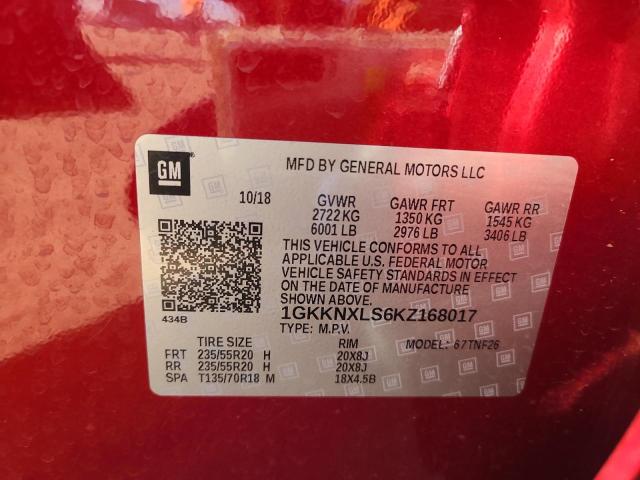 GM
MFD BY GENERAL MOTORS LLC
10/18
GVWR GAWR FRT GAWR RR
2722 KG 1350 KG 1545 KG
6001 LB 2976 LB 3406 LB
THIS VEHICLE CONFORMS TO ALL
APPLICABLE U.S. FEDERAL MOTOR
VEHICLE SAFETY STANDARDS IN EFFECT
ON THE DATE OF MANUFACTURE
SHOWN ABOVE.
434B
1GKKNXLS6KZ168017
TYPE: M.P.V. MODEL: 67TNF26
TIRE SIZE RIM
FRT 235/55R20 H 20X8J
RR 235/55R20 H 20X8J
SPA T135/70R18 M 18X4.5B